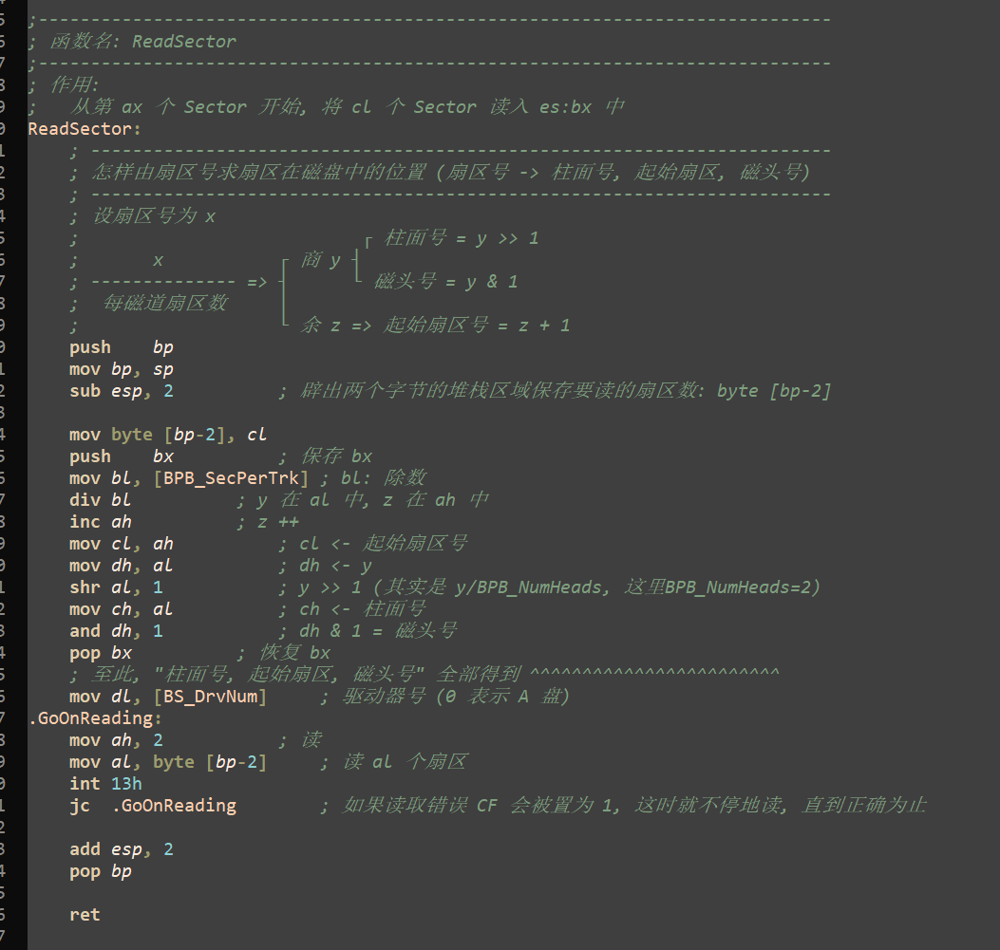 ;----------------------------------------------------------------------------
; 函数名: ReadSector
;----------------------------------------------------------------------------
; 作用:
;   从第 ax 个 Sector 开始, 将 cl 个 Sector 读入 es:bx 中
ReadSector:
    ; -----------------------------------------------------------------------
    ; 怎样由扇区号求扇区在磁盘中的位置 (扇区号 -> 柱面号, 起始扇区, 磁头号)
    ; -----------------------------------------------------------------------
    ; 设扇区号为 x
    ;                           ┌ 柱面号 = y >> 1
    ;       x           ┌ 商 y ┤
    ; -------------- => ┤      └ 磁头号 = y & 1
    ;  每磁道扇区数     │
    ;                   └ 余 z => 起始扇区号 = z + 1
    push    bp
    mov bp, sp
    sub esp, 2          ; 辟出两个字节的堆栈区域保存要读的扇区数: byte [bp-2]
    mov byte [bp-2], cl
    push    bx          ; 保存 bx
    mov bl, [BPB_SecPerTrk] ; bl: 除数
    div bl          ; y 在 al 中, z 在 ah 中
    inc ah          ; z ++
    mov cl, ah          ; cl <- 起始扇区号
    mov dh, al          ; dh <- y
    shr al, 1           ; y >> 1 (其实是 y/BPB_NumHeads, 这里BPB_NumHeads=2)
    mov ch, al          ; ch <- 柱面号
    and dh, 1           ; dh & 1 = 磁头号
    pop bx          ; 恢复 bx
    ; 至此, "柱面号, 起始扇区, 磁头号" 全部得到 ^^^^^^^^^^^^^^^^^^^^^^^^
    mov dl, [BS_DrvNum]     ; 驱动器号 (0 表示 A 盘)
.GoOnReading:
    mov ah, 2           ; 读
    mov al, byte [bp-2]     ; 读 al 个扇区
    int 13h
    jc  .GoOnReading        ; 如果读取错误 CF 会被置为 1, 这时就不停地读, 直到正确为止
    add esp, 2
    pop bp
    ret